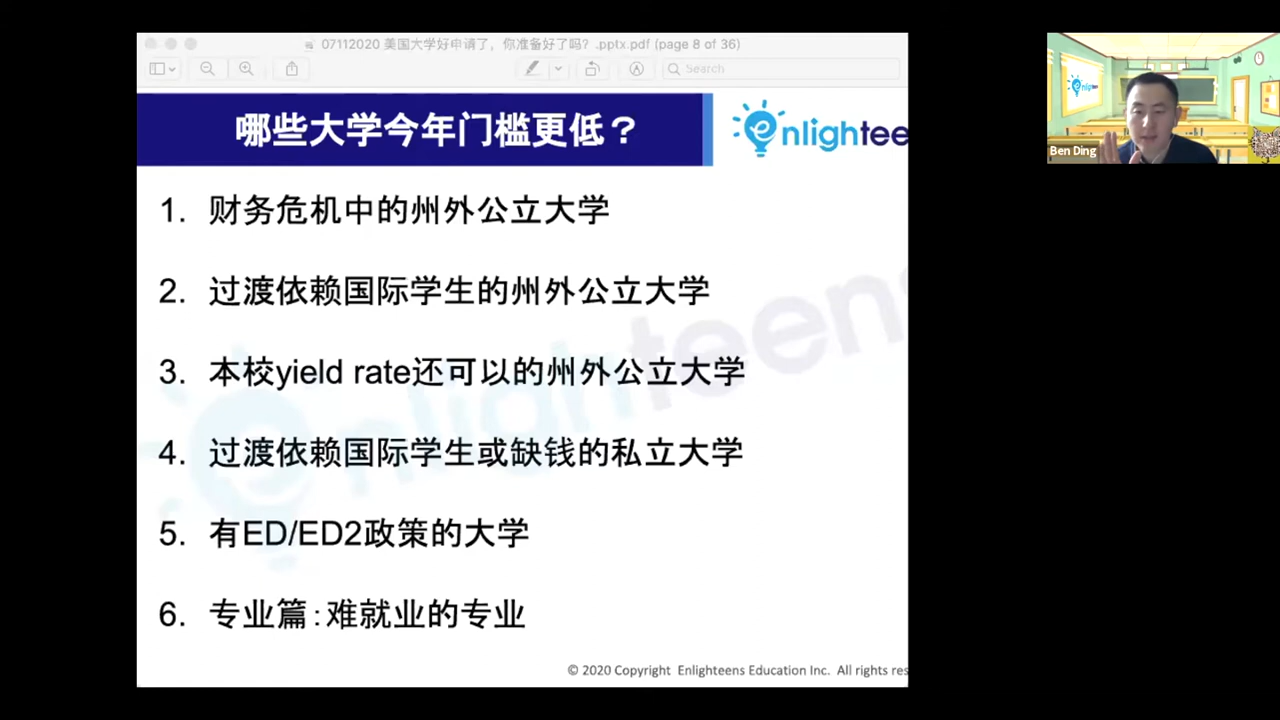 07112020 美国大学好申请了，你准备好了吗？.pptx.pdf (page 8 of 36)
Search
哪些大学今年门槛更低？
enlightee
1. 财务危机中的州外公立大学
2. 过渡依赖国际学生的州外公立大学
3. 本校yield rate还可以的州外公立大学
4. 过渡依赖国际学生或缺钱的私立大学
5. 有ED/ED2政策的大学
6. 专业篇：难就业的专业
© 2020 Copyright Enlighteens Education Inc. All rights res
enlighteens
enlighteen
Ben Ding